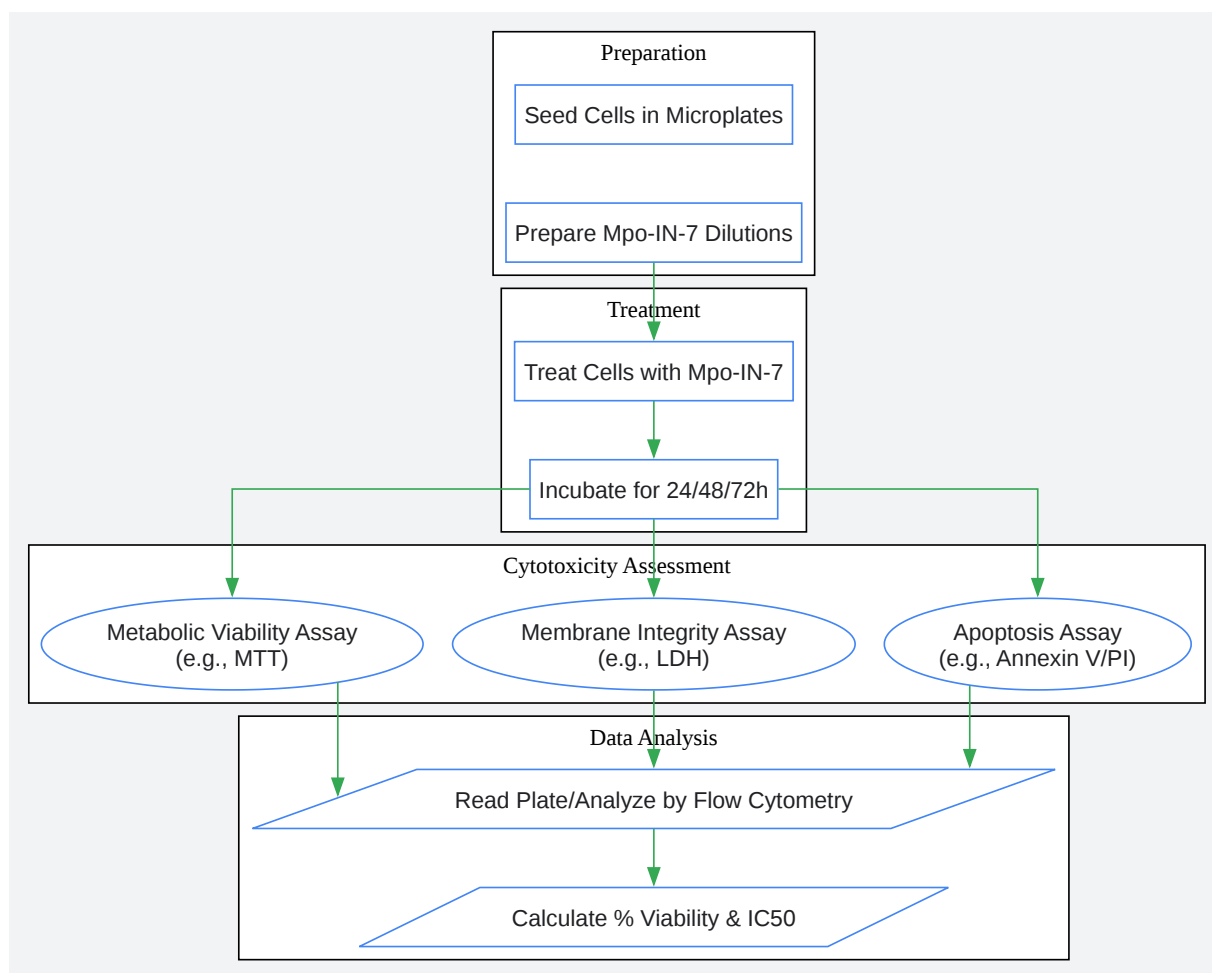 Preparation
Seed Cells in Microplates
Prepare Mpo-IN-7 Dilutions
Treatment
Treat Cells with Mpo-IN-7
Incubate for 24/48/72h
Cytotoxicity Assessment
Metabolic Viability Assay
(e.g., MTT)
Membrane Integrity Assay
(e.g., LDH)
Apoptosis Assay
(e.g., Annexin V/PI)
Data Analysis
Read Plate/Analyze by Flow Cytometry
Calculate % Viability & IC50